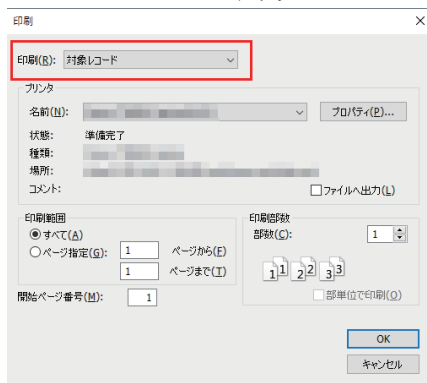 印刷
印刷(R): 対象レコード
プリンタ
名前(N):
プロパティ(P)...
状態: 準備完了
種類:
場所:
コメント:
ファイルへ出力(L)
印刷範囲
すべて(A)
ページ指定(G): 1 ページから(F)
1 ページまで(T)
開始ページ番号(M): 1
印刷部数
部数(C): 1
1 1 2 2 3 3
部単位で印刷(O)
OK
キャンセル